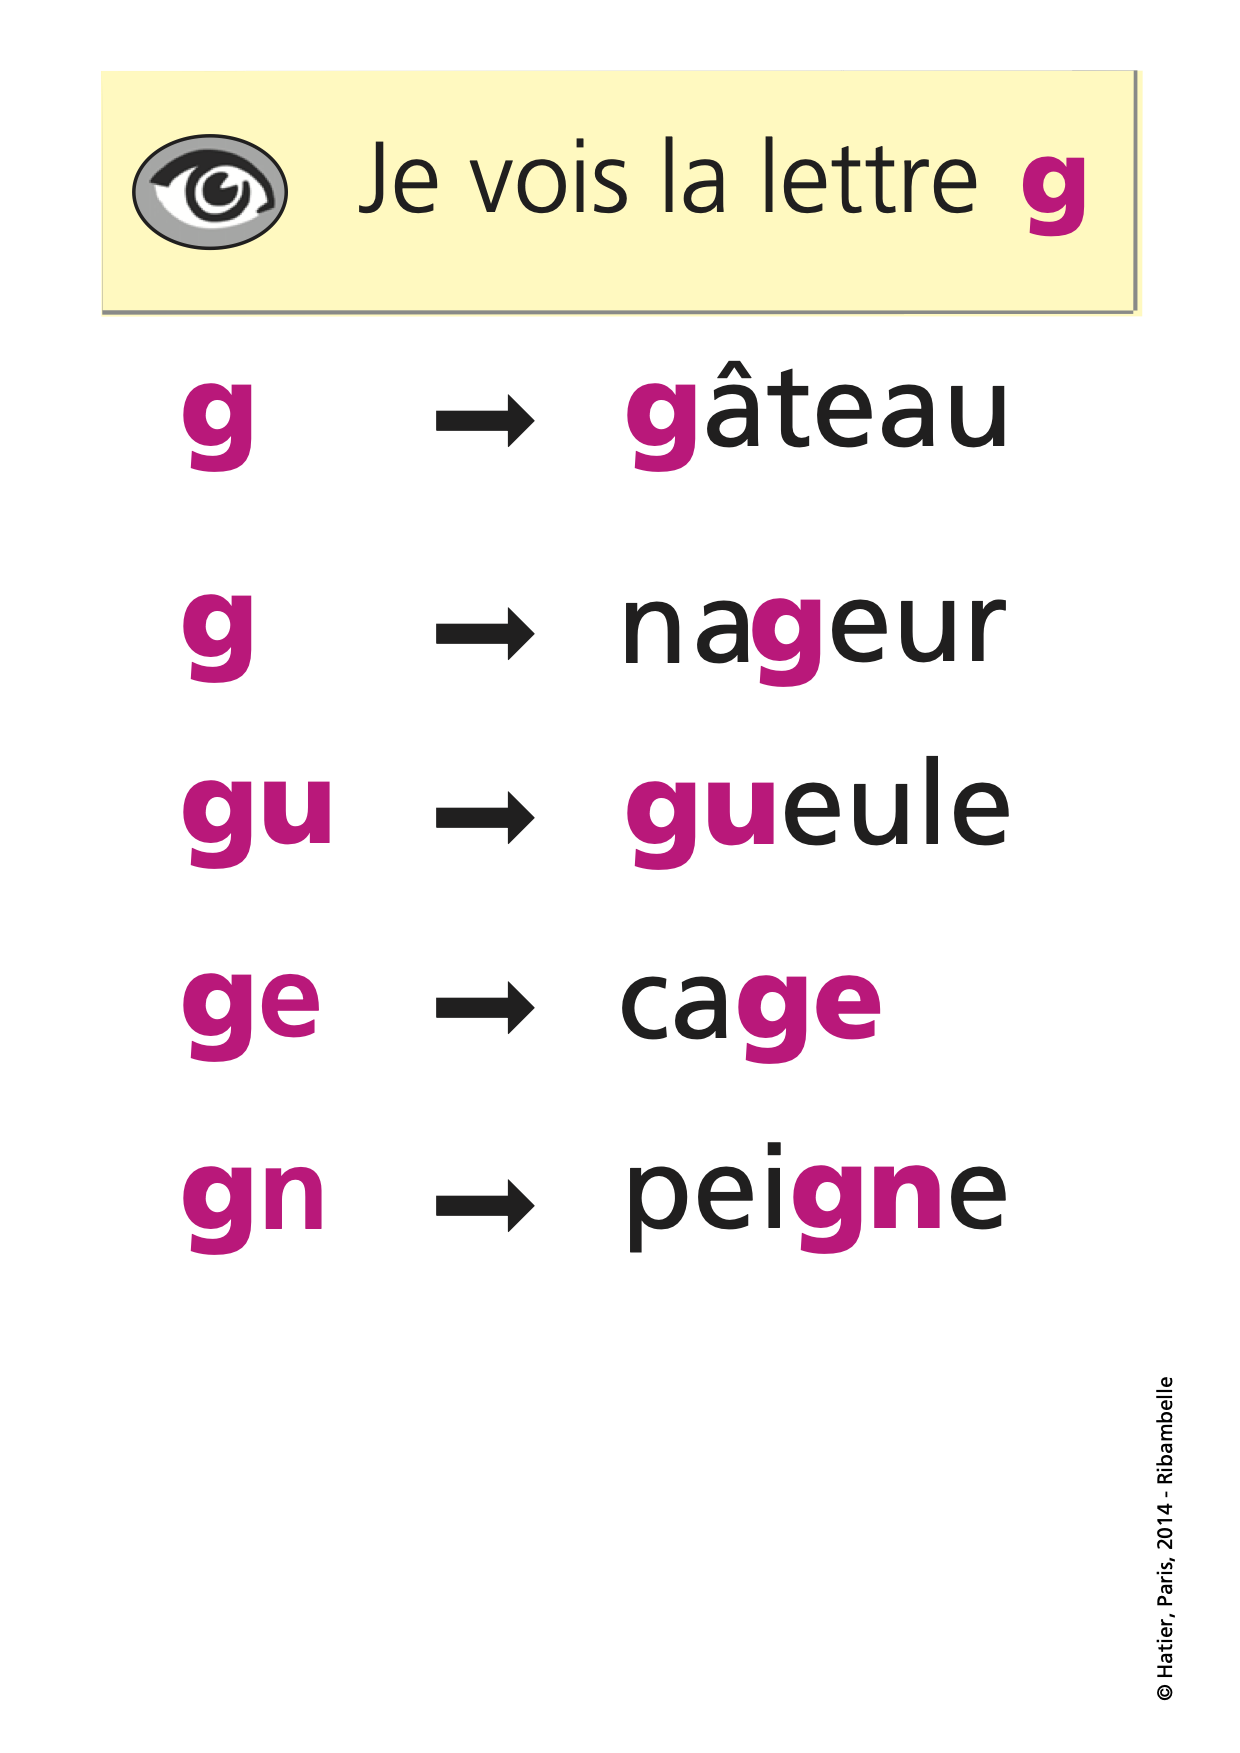 Je vois la lettre g
g → gâteau
g → nageur
gu → gueule
ge → cage
gn → peigne
© Hatier, Paris, 2014 - Ribambelle